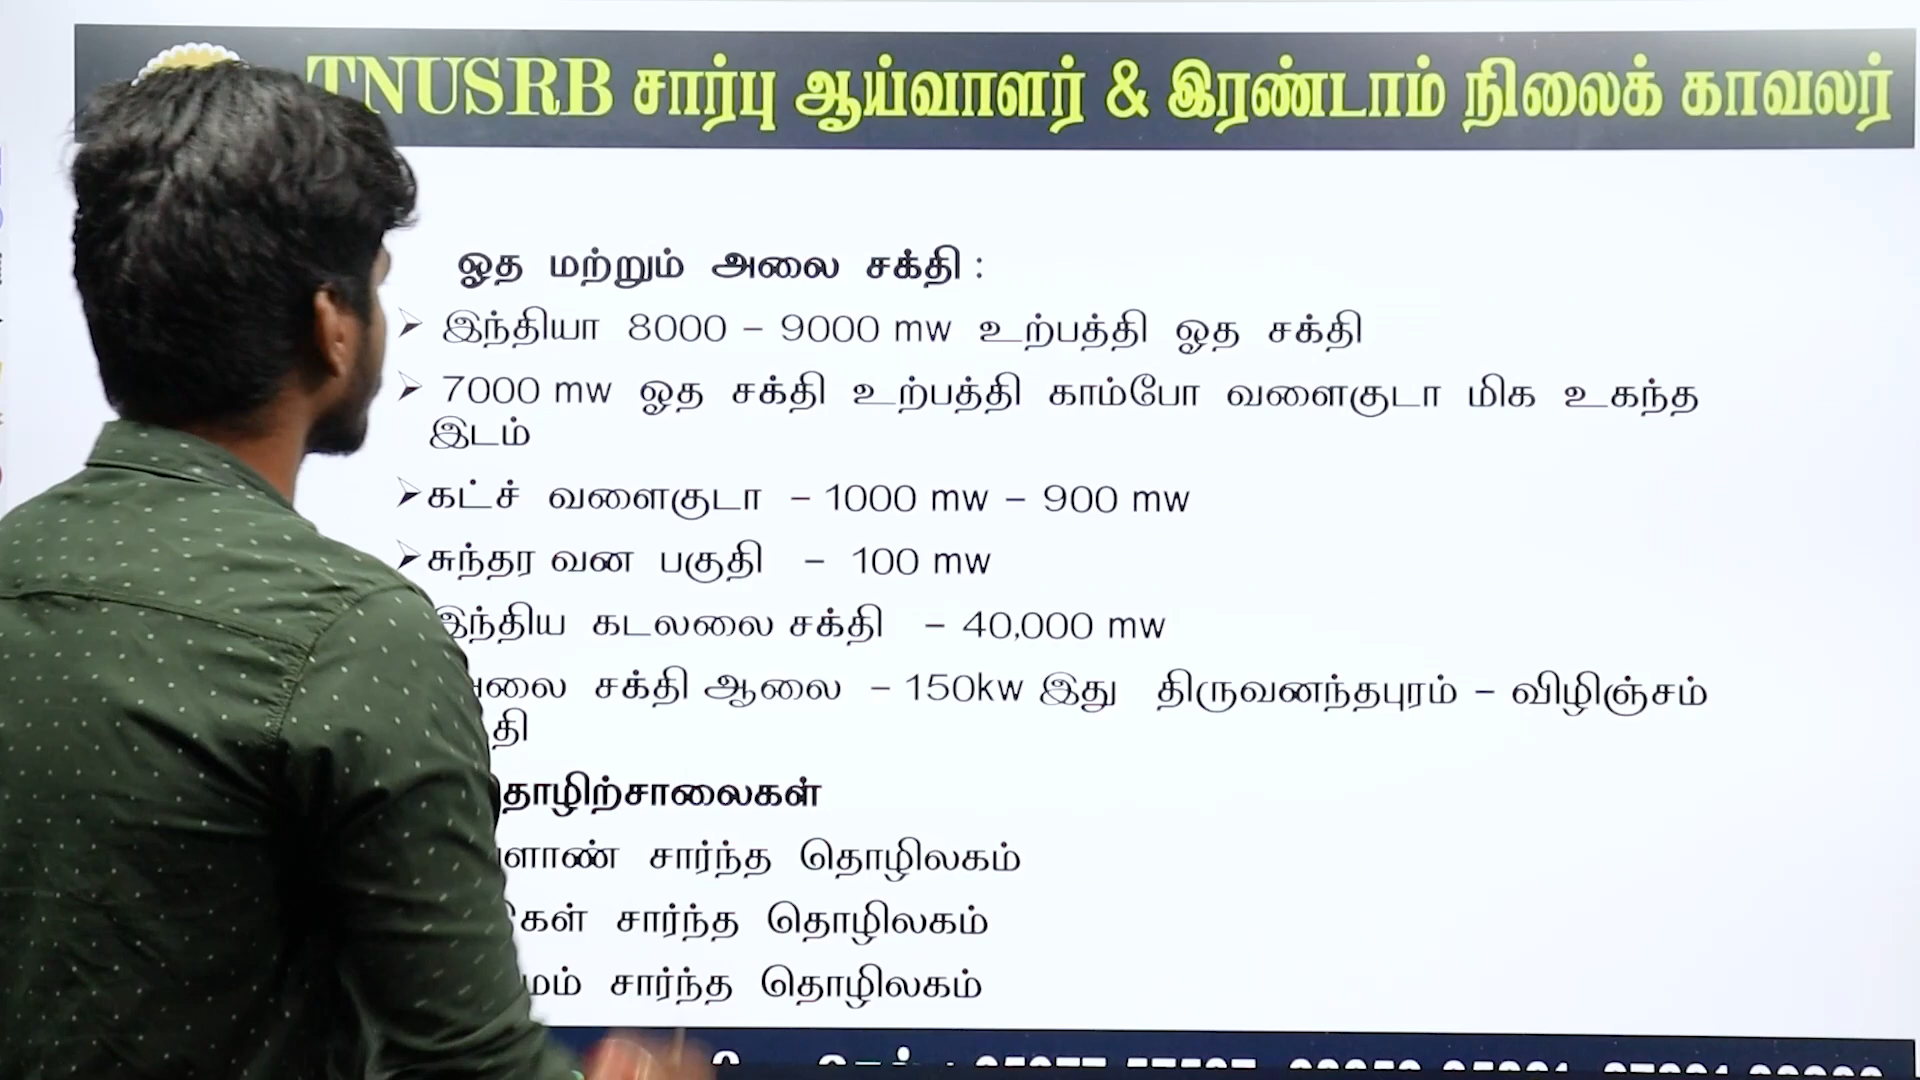 TNUSRB சார்பு ஆய்வாளர் & இரண்டாம் நிலைக் காவலர்
ஓத மற்றும் அலை சக்தி :
இந்தியா 8000 – 9000 mw உற்பத்தி ஓத சக்தி
7000 mw ஓத சக்தி உற்பத்தி காம்போ வளைகுடா மிக உகந்த
இடம்
கட்ச் வளைகுடா – 1000 mw – 900 mw
சுந்தர வன பகுதி – 100 mw
இந்திய கடலலை சக்தி – 40,000 mw
அலை சக்தி ஆலை – 150kw இது திருவனந்தபுரம் – விழிஞ்சம்
தொழிற்சாலைகள்
சார்ந்த தொழிலகம்
சார்ந்த தொழிலகம்
சார்ந்த தொழிலகம்